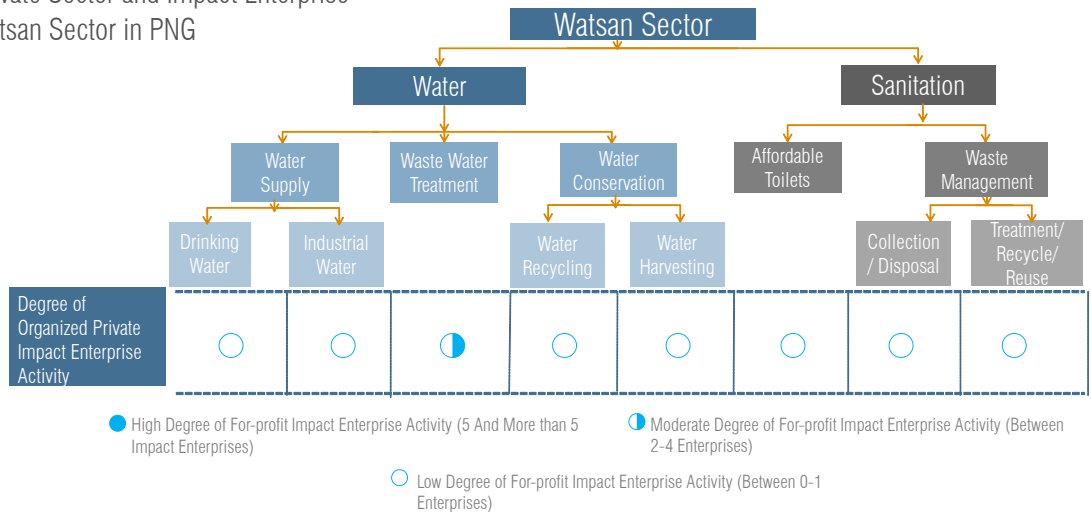 Sector and Impact Enterprise
Sector in PNG
Watsan Sector
Water
Sanitation
Water
Supply
Waste Water
Treatment
Water
Conservation
Affordable
Toilets
Waste
Management
Drinking
Water
Industrial
Water
Water
Recycling
Water
Harvesting
Collection
/ Disposal
Treatment/
Recycle/
Reuse
Degree of
Organized Private
Impact Enterprise
Activity
High Degree of For-profit Impact Enterprise Activity (5 And More than 5
Impact Enterprises)
Moderate Degree of For-profit Impact Enterprise Activity (Between
2-4 Enterprises)
Low Degree of For-profit Impact Enterprise Activity (Between 0-1
Enterprises)